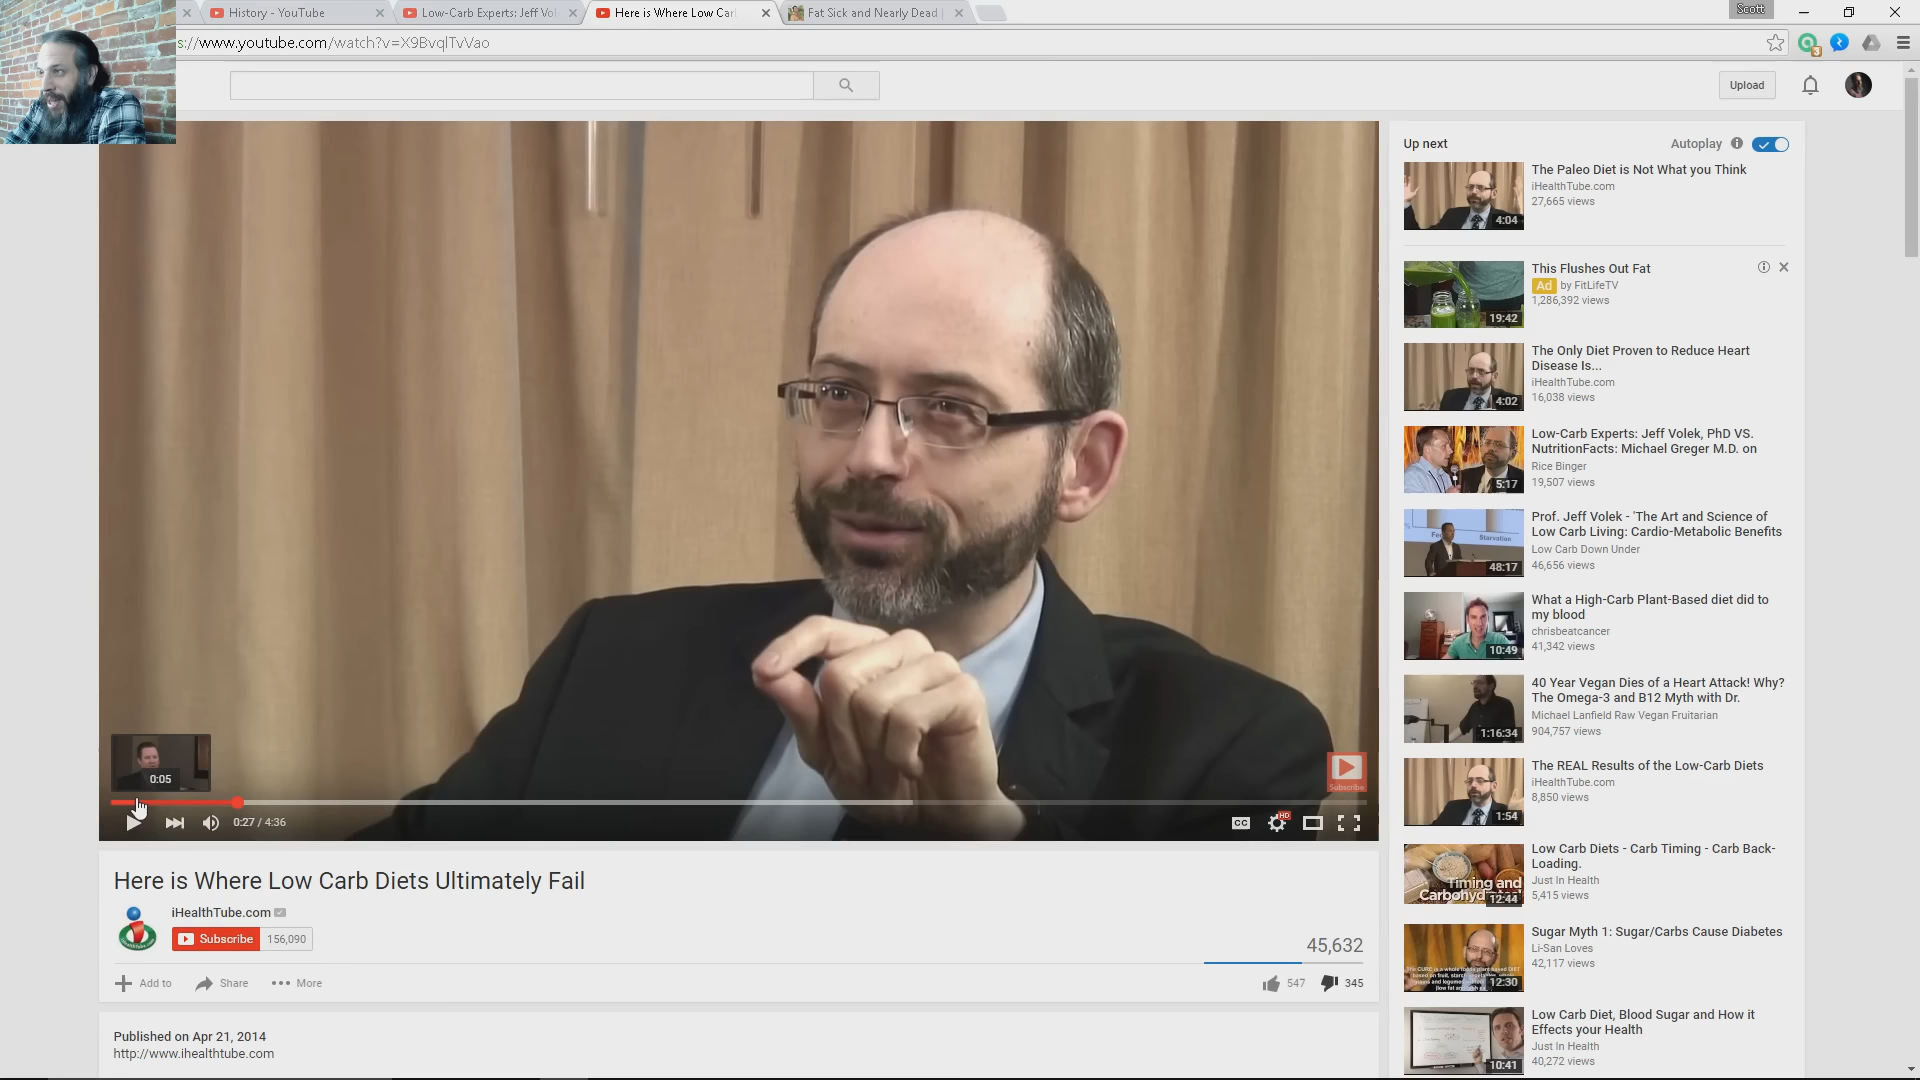 History - YouTube
Low-Carb Experts: Jeff Vol
Here is Where Low Car
Fat Sick and Nearly Dead |
Scott
s://www.youtube.com/watch?v=X9BvqlTvVao
3
Upload
Up next
Autoplay
The Paleo Diet is Not What you Think
iHealthTube.com
27,665 views
4:04
This Flushes Out Fat
Ad by FitLifeTV
1,286,392 views
19:42
The Only Diet Proven to Reduce Heart
Disease Is...
iHealthTube.com
16,038 views
4:02
Low-Carb Experts: Jeff Volek, PhD VS.
NutritionFacts: Michael Greger M.D. on
Rice Binger
19,507 views
5:17
Prof. Jeff Volek - 'The Art and Science of
Low Carb Living: Cardio-Metabolic Benefits
Low Carb Down Under
46,656 views
Starvation
48:17
What a High-Carb Plant-Based diet did to
my blood
chrisbeatcancer
41,342 views
10:49
40 Year Vegan Dies of a Heart Attack! Why?
The Omega-3 and B12 Myth with Dr.
Michael Lanfield Raw Vegan Fruitarian
904,757 views
1:16:34
The REAL Results of the Low-Carb Diets
iHealthTube.com
8,850 views
1:54
Low Carb Diets - Carb Timing - Carb Back-
Loading.
Just In Health
5,415 views
Timing and
12:44
Sugar Myth 1: Sugar/Carbs Cause Diabetes
Li-San Loves
42,117 views
12:30
Low Carb Diet, Blood Sugar and How it
Effects your Health
Just In Health
40,272 views
10:41
0:05
Subscribe
0:27 / 4:36
CC
HD
Here is Where Low Carb Diets Ultimately Fail
iHealthTube.com
Subscribe 156,090
45,632
Add to
Share
More
547
345
Published on Apr 21, 2014
http://www.ihealthtube.com